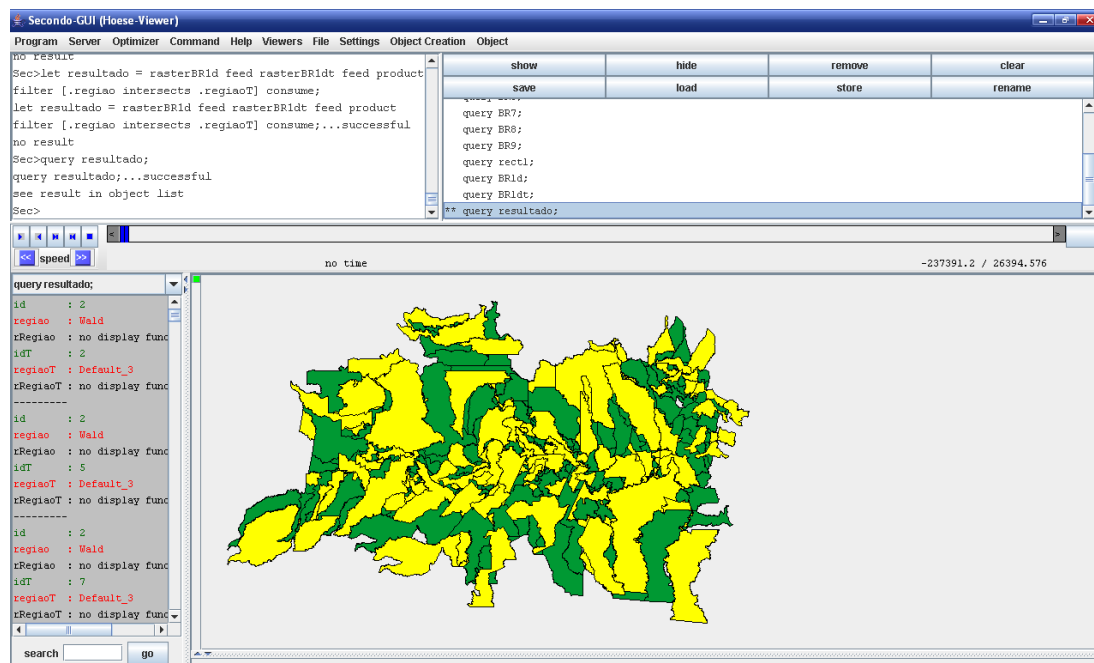 Secondo-GUI (Hoese-Viewer)
Program Server Optimizer Command Help Viewers File Settings Object Creation Object
no result
Sec>let resultado = rasterBR1d feed rasterBR1dt feed product
filter [.regiao intersects .regiaoT] consume;
let resultado = rasterBR1d feed rasterBR1dt feed product
filter [.regiao intersects .regiaoT] consume;...successful
no result
Sec>query resultado;
query resultado;...successful
see result in object list
Sec>
show hide remove clear
save load store rename
query BR7;
query BR8;
query BR9;
query rect1;
query BR1d;
query BR1dt;
** query resultado;
< >
<< speed >>
no time
-237391.2 / 26394.576
query resultado;
id : 2
regiao : Wald
rRegiao : no display func
idT : 2
regiaoT : Default_3
rRegiaoT : no display func
---------
id : 2
regiao : Wald
rRegiao : no display func
idT : 5
regiaoT : Default_3
rRegiaoT : no display func
---------
id : 2
regiao : Wald
rRegiao : no display func
idT : 7
regiaoT : Default_3
rRegiaoT : no display func
search go